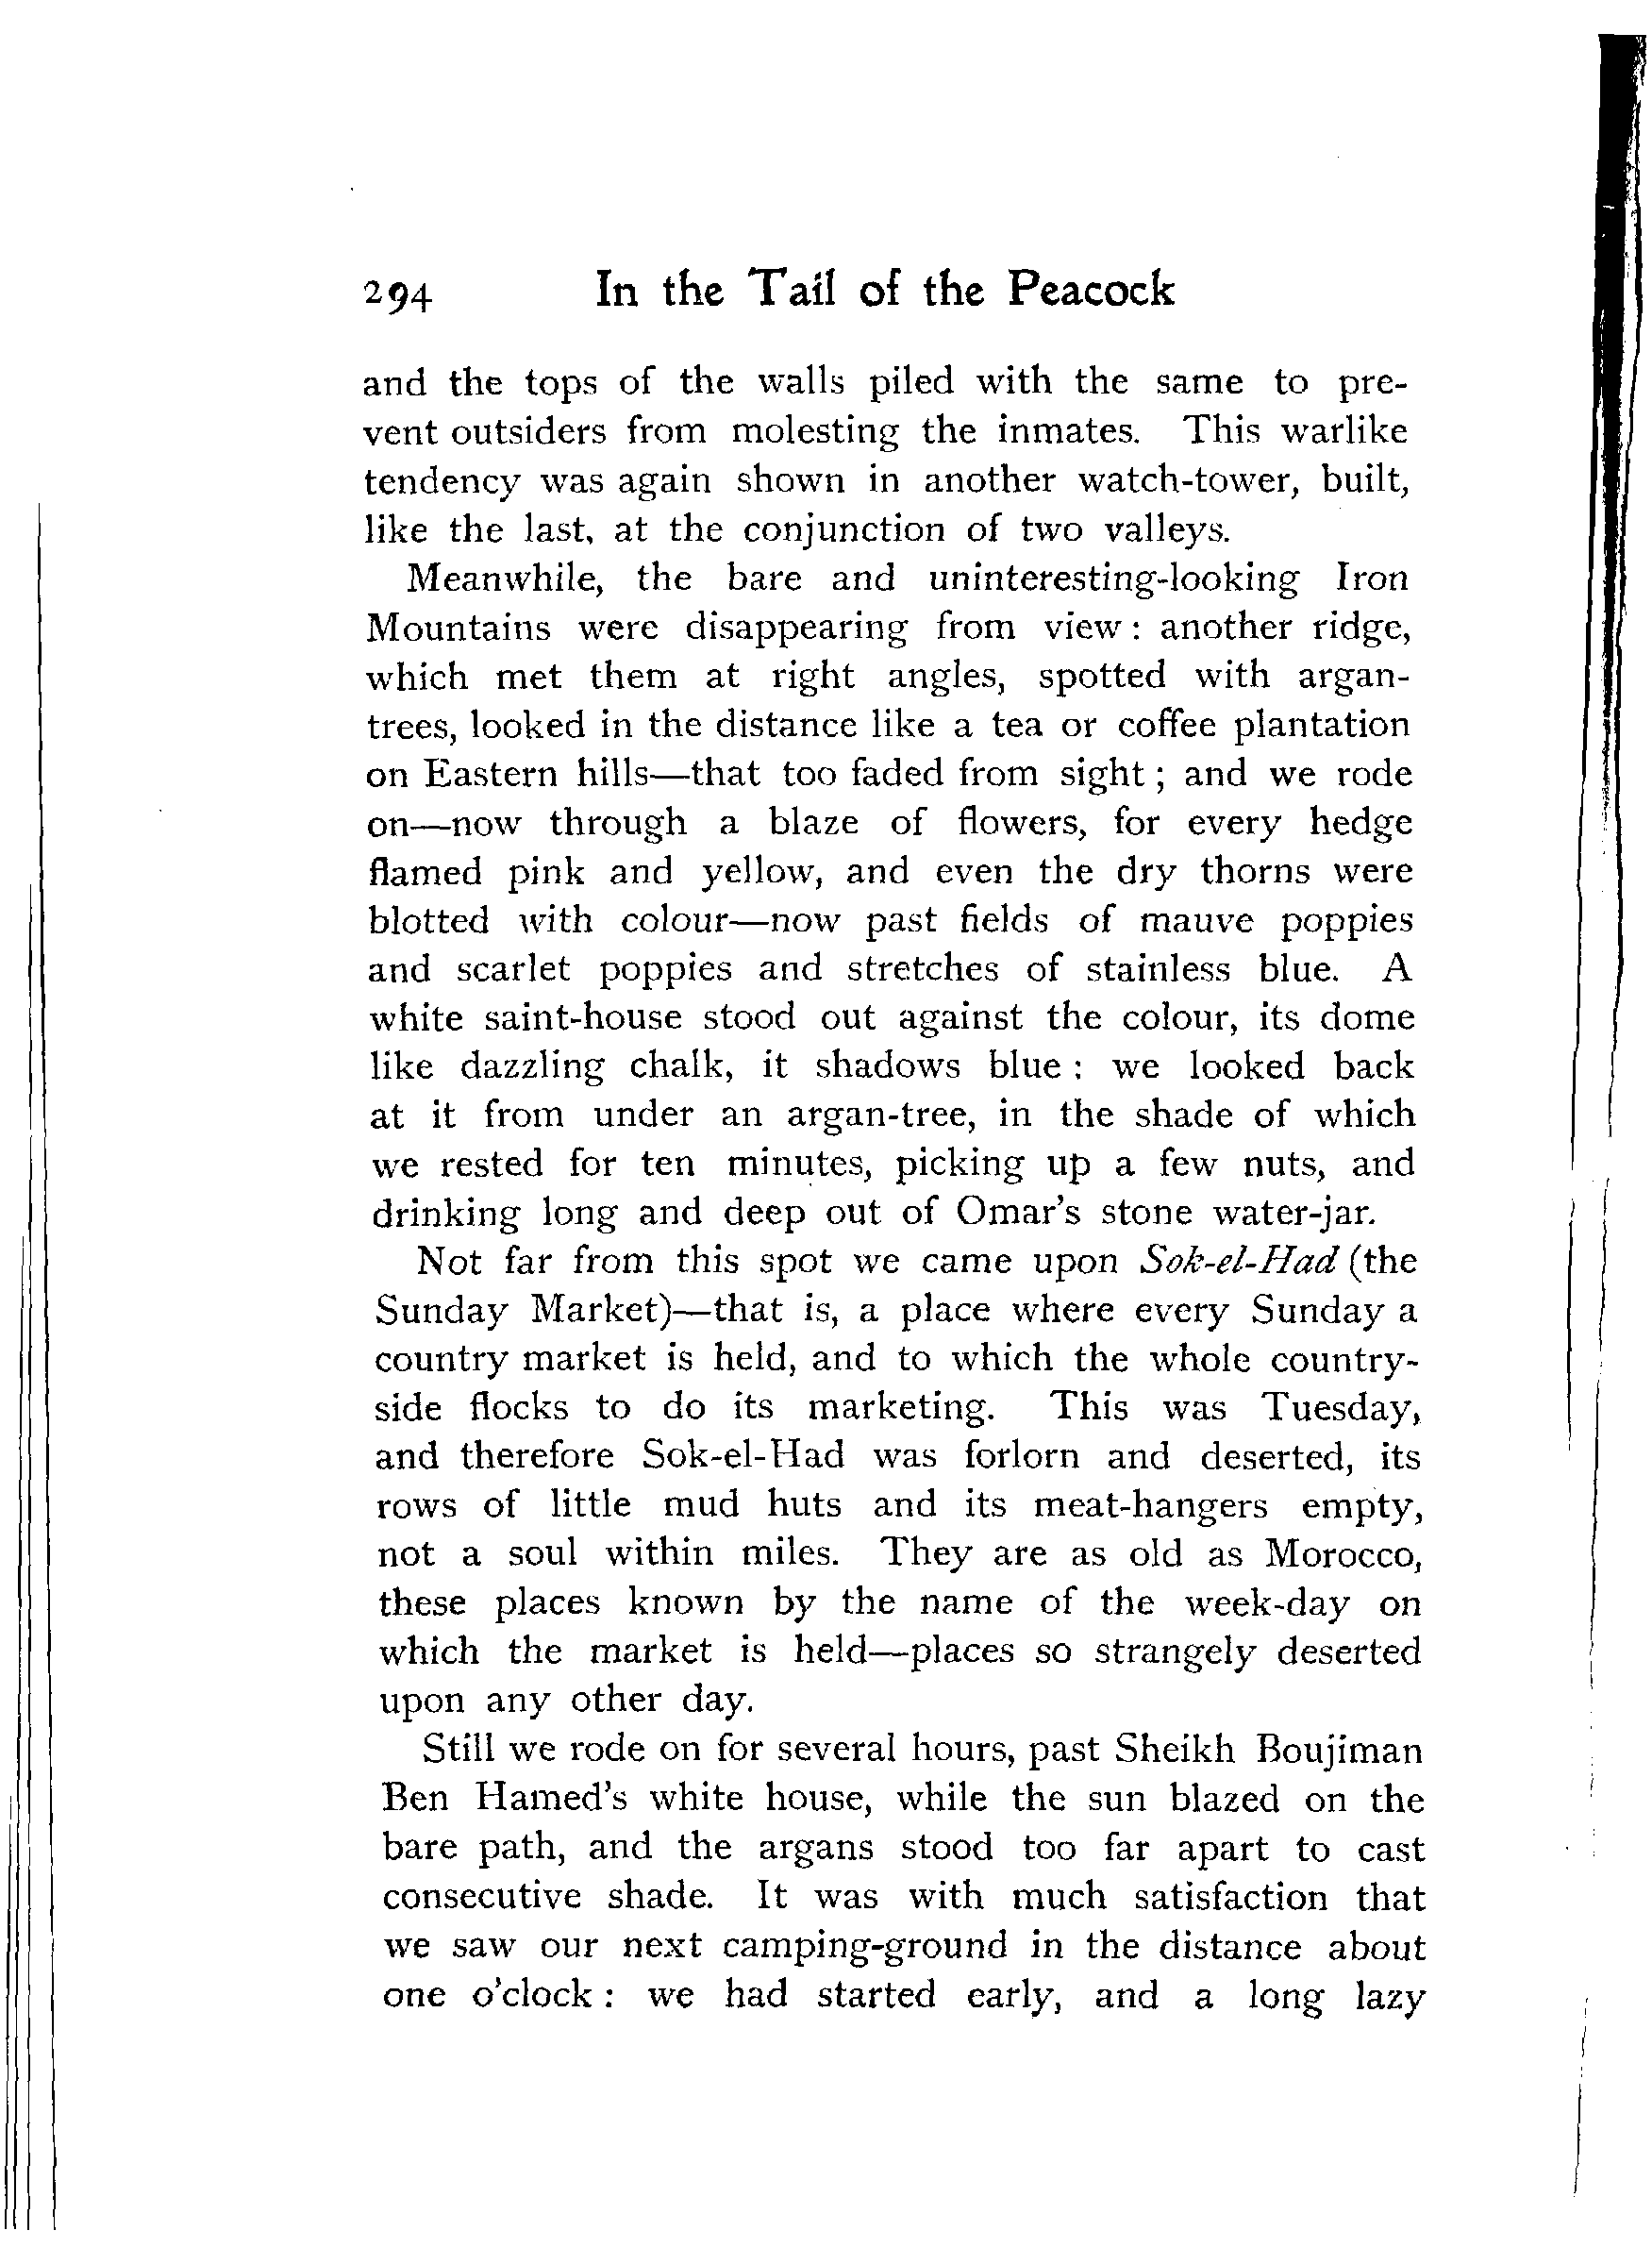 294 In the Tail of the Peacock
and the tops of the walls piled with the same to pre-
vent outsiders from molesting the inmates. This warlike
tendency was again shown in another watch-tower, built,
like the last, at the conjunction of two valleys.
Meanwhile, the bare and uninteresting-looking Iron
Mountains were disappearing from view : another ridge,
which met them at right angles, spotted with argan-
trees, looked in the distance like a tea or coffee plantation
on Eastern hills—that too faded from sight ; and we rode
on—now through a blaze of flowers, for every hedge
flamed pink and yellow, and even the dry thorns were
blotted with colour—now past fields of mauve poppies
and scarlet poppies and stretches of stainless blue. A
white saint-house stood out against the colour, its dome
like dazzling chalk, it shadows blue : we looked back
at it from under an argan-tree, in the shade of which
we rested for ten minutes, picking up a few nuts, and
drinking long and deep out of Omar's stone water-jar.
Not far from this spot we came upon Sok-el-Had (the
Sunday Market)—that is, a place where every Sunday a
country market is held, and to which the whole country-
side flocks to do its marketing. This was Tuesday,
and therefore Sok-el-Had was forlorn and deserted, its
rows of little mud huts and its meat-hangers empty,
not a soul within miles. They are as old as Morocco,
these places known by the name of the week-day on
which the market is held—places so strangely deserted
upon any other day.
Still we rode on for several hours, past Sheikh Boujiman
Ben Hamed's white house, while the sun blazed on the
bare path, and the argans stood too far apart to cast
consecutive shade. It was with much satisfaction that
we saw our next camping-ground in the distance about
one o'clock : we had started early, and a long lazy